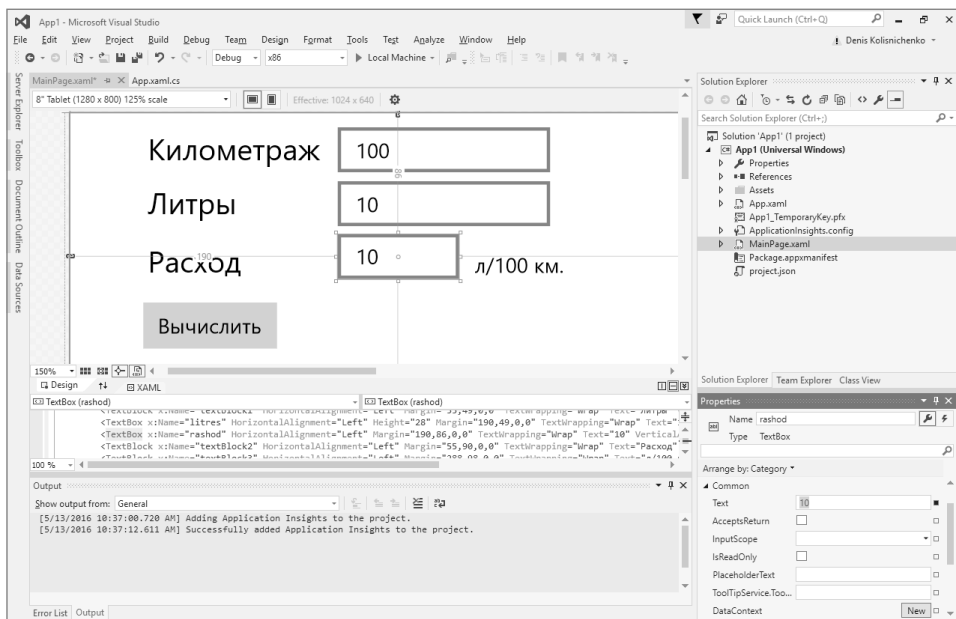 App1 - Microsoft Visual Studio
Quick Launch (Ctrl+Q)
File Edit View Project Build Debug Team Design Format Tools Test Analyze Window Help
Denis Kolisnichenko
Debug x86 Local Machine
Server Explorer
Toolbox
Document Outline
Data Sources
MainPage.xaml* App.xaml.cs
8" Tablet (1280 x 800) 125% scale
Effective: 1024 x 640
Километраж 100
Литры 10
Расход 10 л/100 км.
190
Вычислить
150%
Design XAML
TextBox (rashod) TextBox (rashod)
<TextBox x:Name="litres" HorizontalAlignment="Left" Height="28" Margin="190,49,0,0" TextWrapping="Wrap" Text="
<TextBox x:Name="rashod" HorizontalAlignment="Left" Margin="190,86,0,0" TextWrapping="Wrap" Text="10" Vertical
<TextBlock x:Name="textBlock2" HorizontalAlignment="Left" Margin="55,90,0,0" TextWrapping="Wrap" Text="Расход"
100 %
Output
Show output from: General
[5/13/2016 10:37:00.720 AM] Adding Application Insights to the project.
[5/13/2016 10:37:12.611 AM] Successfully added Application Insights to the project.
Error List Output
Solution Explorer
Search Solution Explorer (Ctrl+;)
Solution 'App1' (1 project)
App1 (Universal Windows)
Properties
References
Assets
App.xaml
App1_TemporaryKey.pfx
ApplicationInsights.config
MainPage.xaml
Package.appxmanifest
project.json
Solution Explorer Team Explorer Class View
Properties
Name rashod
Type TextBox
Arrange by: Category
Common
Text 10
AcceptsReturn
InputScope
IsReadOnly
PlaceholderText
ToolTipService.Too...
DataContext New